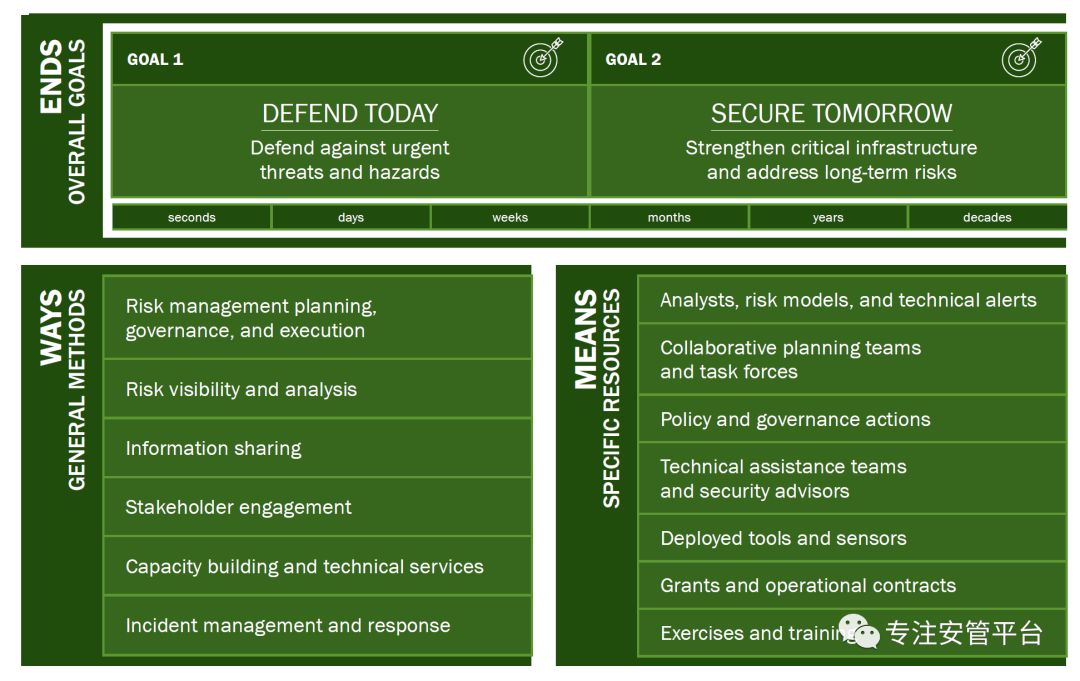 ENDS
OVERALL GOALS
GOAL 1
DEFEND TODAY
Defend against urgent
threats and hazards
GOAL 2
SECURE TOMORROW
Strengthen critical infrastructure
and address long-term risks
seconds
days
weeks
months
years
decades
WAYS
GENERAL METHODS
Risk management planning,
governance, and execution
Risk visibility and analysis
Information sharing
Stakeholder engagement
Capacity building and technical services
Incident management and response
MEANS
SPECIFIC RESOURCES
Analysts, risk models, and technical alerts
Collaborative planning teams
and task forces
Policy and governance actions
Technical assistance teams
and security advisors
Deployed tools and sensors
Grants and operational contracts
Exercises and training
专注安管平台